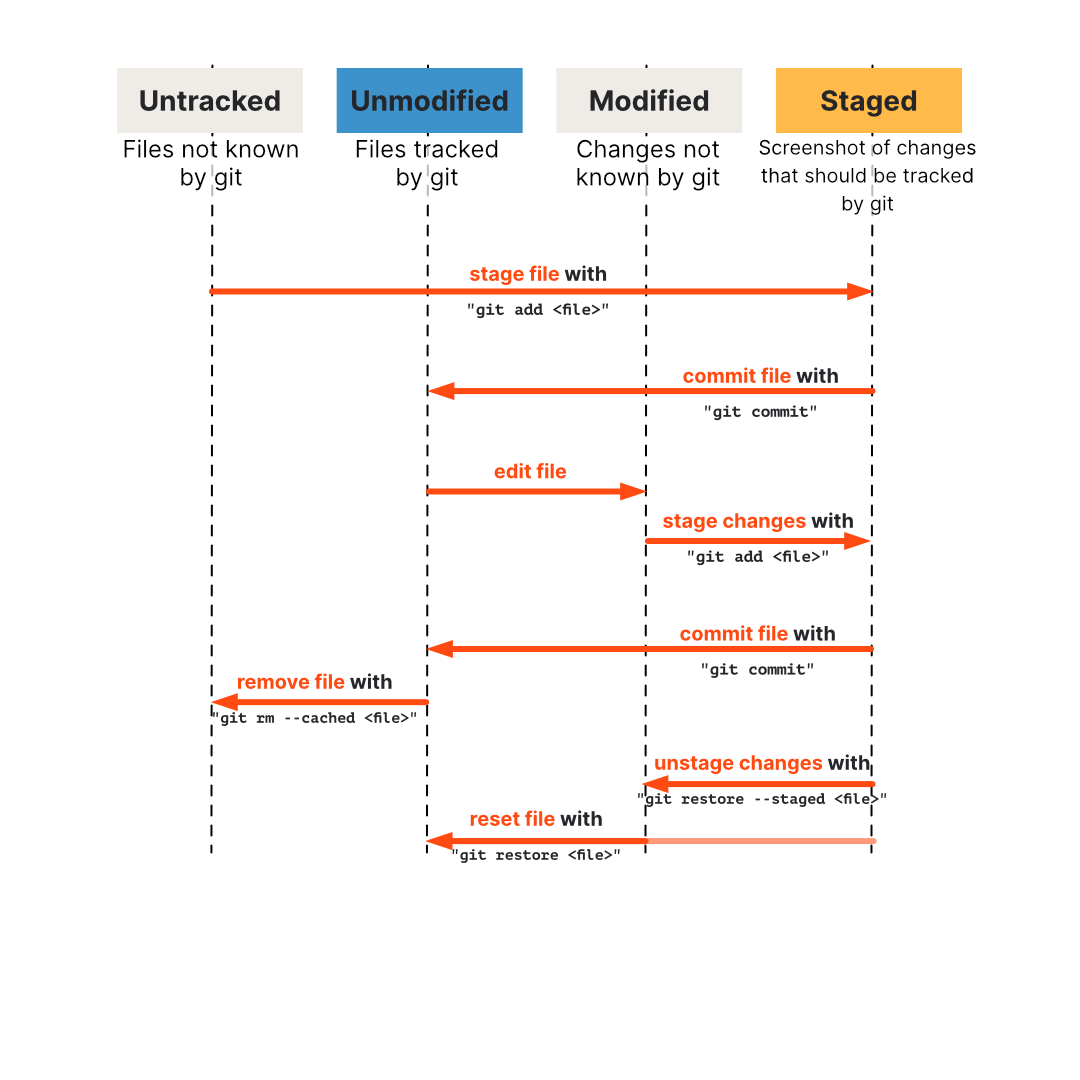 Untracked
Unmodified
Modified
Staged
Files not known
by git
Files tracked
by git
Changes not
known by git
Screenshot of changes
that should be tracked
by git
stage file with
"git add <file>"
commit file with
"git commit"
edit file
stage changes with
"git add <file>"
commit file with
"git commit"
remove file with
"git rm --cached <file>"
unstage changes with
"git restore --staged <file>"
reset file with
"git restore <file>"